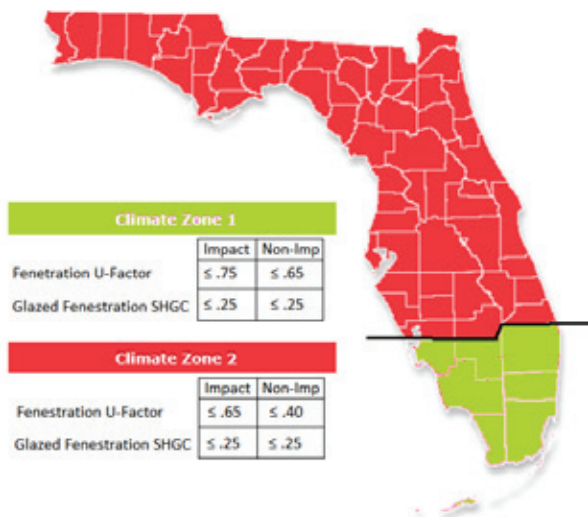 Climate Zone 1
Impact Non-Imp
Fenetration U-Factor ≤ .75 ≤ .65
Glazed Fenestration SHGC ≤ .25 ≤ .25
Climate Zone 2
Impact Non-Imp
Fenestration U-Factor ≤ .65 ≤ .40
Glazed Fenestration SHGC ≤ .25 ≤ .25